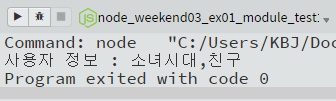 node_weekend03_ex01_module_test
Command: node "C:/Users/KBJ/Doc
사용자 정보 : 소녀시대,친구
Program exited with code 0